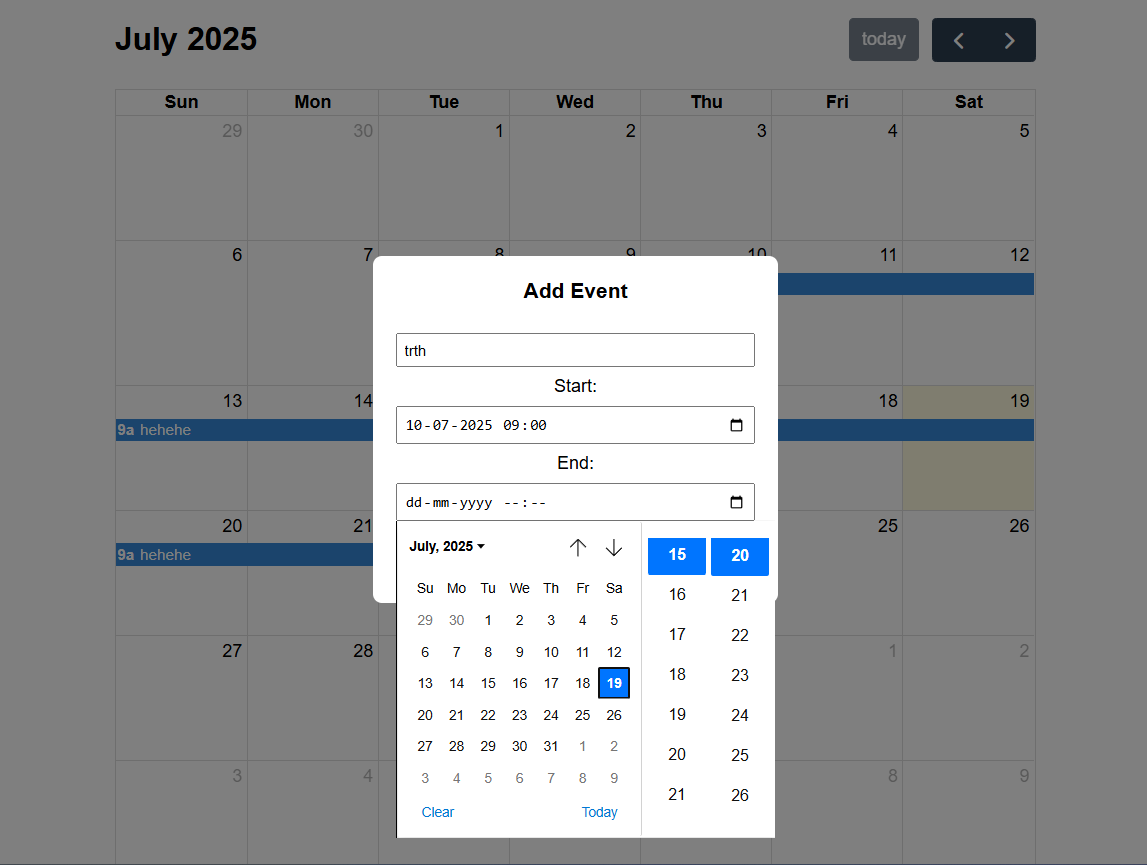 July 2025 today
Sun Mon Tue Wed Thu Fri Sat
29 30 1 2 3 4 5
6 7 8 9 10 11 12
Add Event
trth
Start:
13 14 18 19
9a hehehe
10-07-2025 09:00
End:
dd-mm-yyyy --:--
20 21 25 26
9a hehehe
July, 2025 15 20
Su Mo Tu We Th Fr Sa 16 21
29 30 1 2 3 4 5
6 7 8 9 10 11 12 17 22
13 14 15 16 17 18 19 18 23
20 21 22 23 24 25 26 19 24
27 28 29 30 31 1 2 20 25
3 4 5 6 7 8 9 21 26
Clear Today
27 28 1 2
3 4 8 9